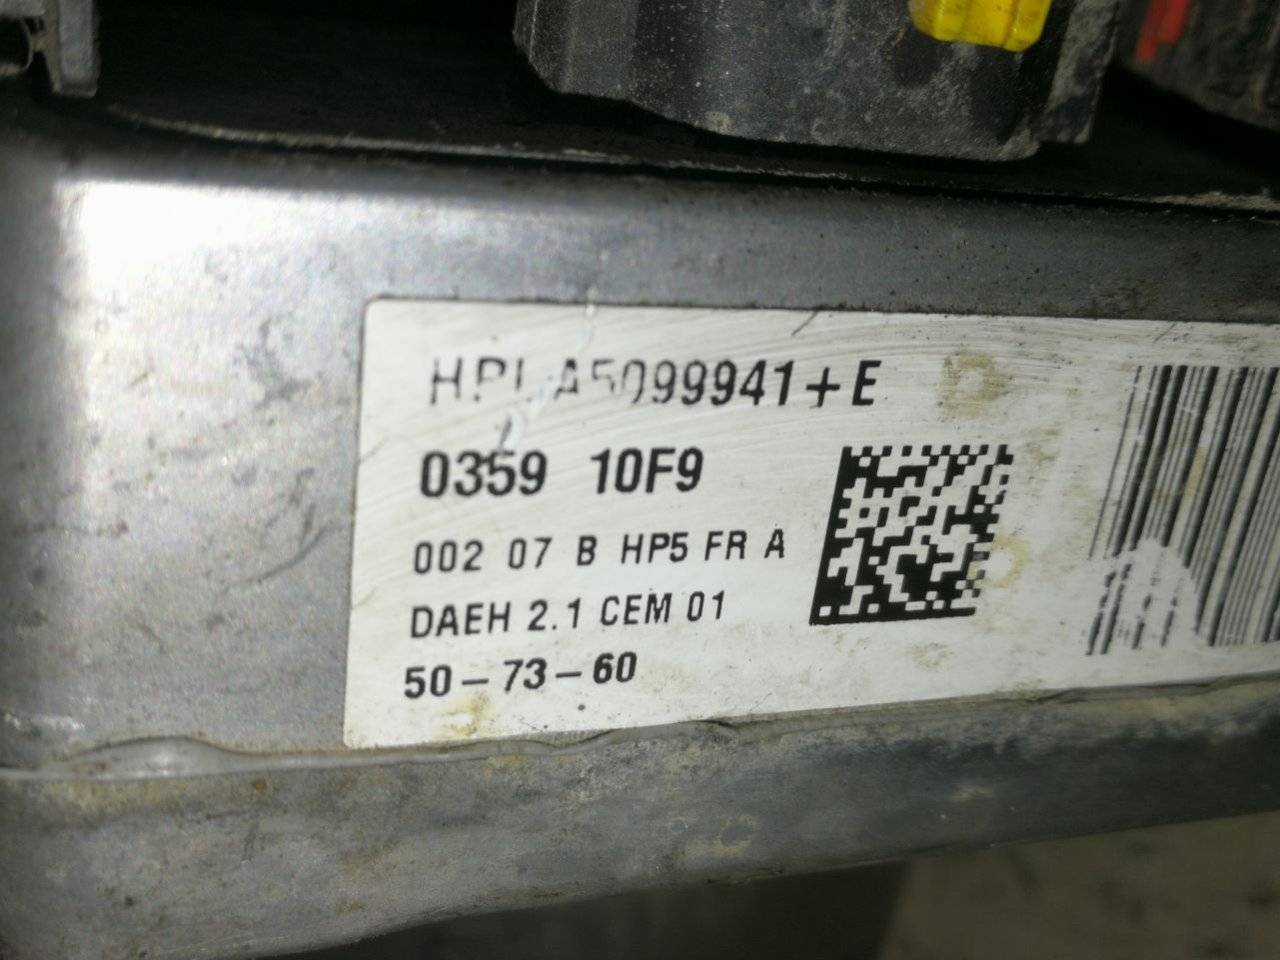 HPLA5099941+E
0359 10F9
002 07 B HP5 FR A
DAEH 2.1 CEM 01
50-73-60